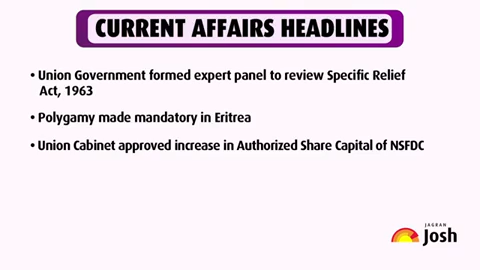 CURRENT AFFAIRS HEADLINES
• Union Government formed expert panel to review Specific Relief
Act, 1963
• Polygamy made mandatory in Eritrea
• Union Cabinet approved increase in Authorized Share Capital of NSFDC
JAGRAN
Josh